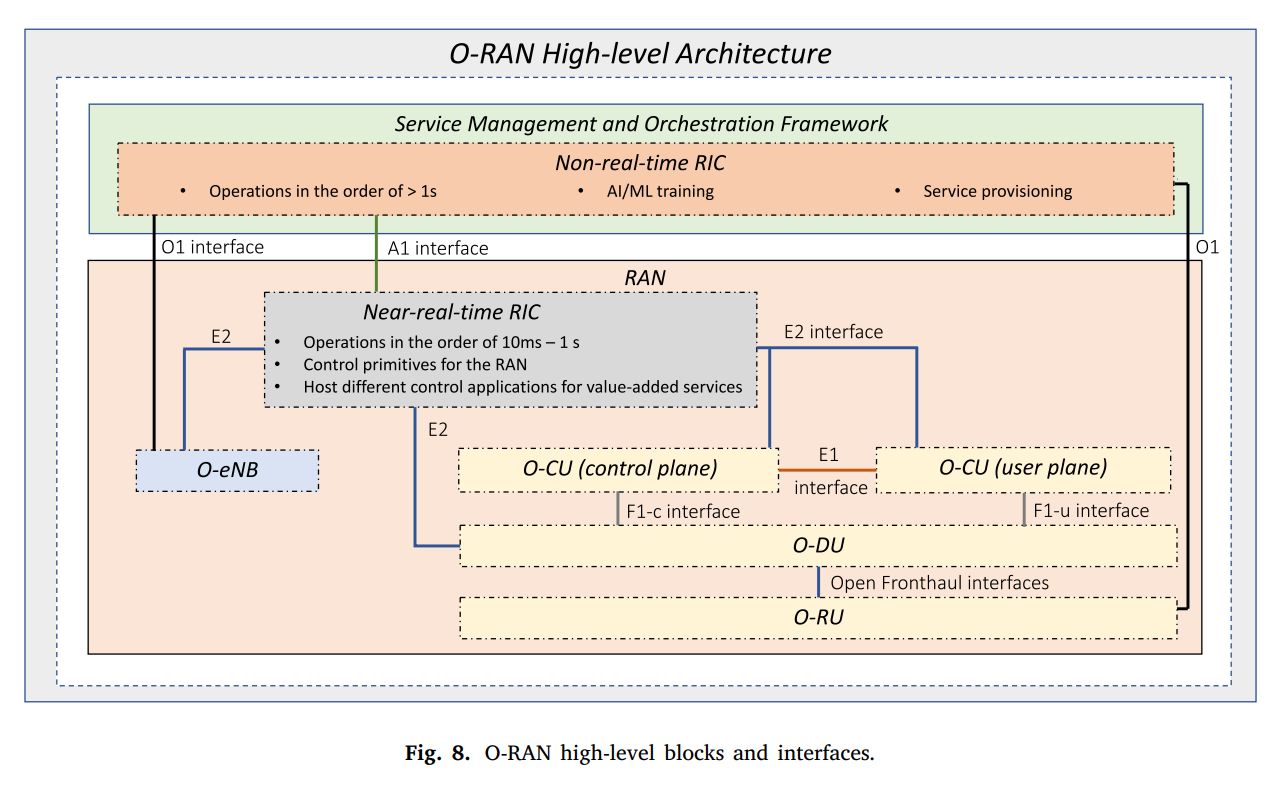 O-RAN High-level Architecture
Service Management and Orchestration Framework
Non-real-time RIC
• Operations in the order of > 1s
• AI/ML training
• Service provisioning
O1 interface
A1 interface
O1
RAN
Near-real-time RIC
• Operations in the order of 10ms – 1 s
• Control primitives for the RAN
• Host different control applications for value-added services
E2
E2 interface
E2
O-eNB
O-CU (control plane)
E1
interface
O-CU (user plane)
F1-c interface
F1-u interface
O-DU
Open Fronthaul interfaces
O-RU
Fig. 8. O-RAN high-level blocks and interfaces.